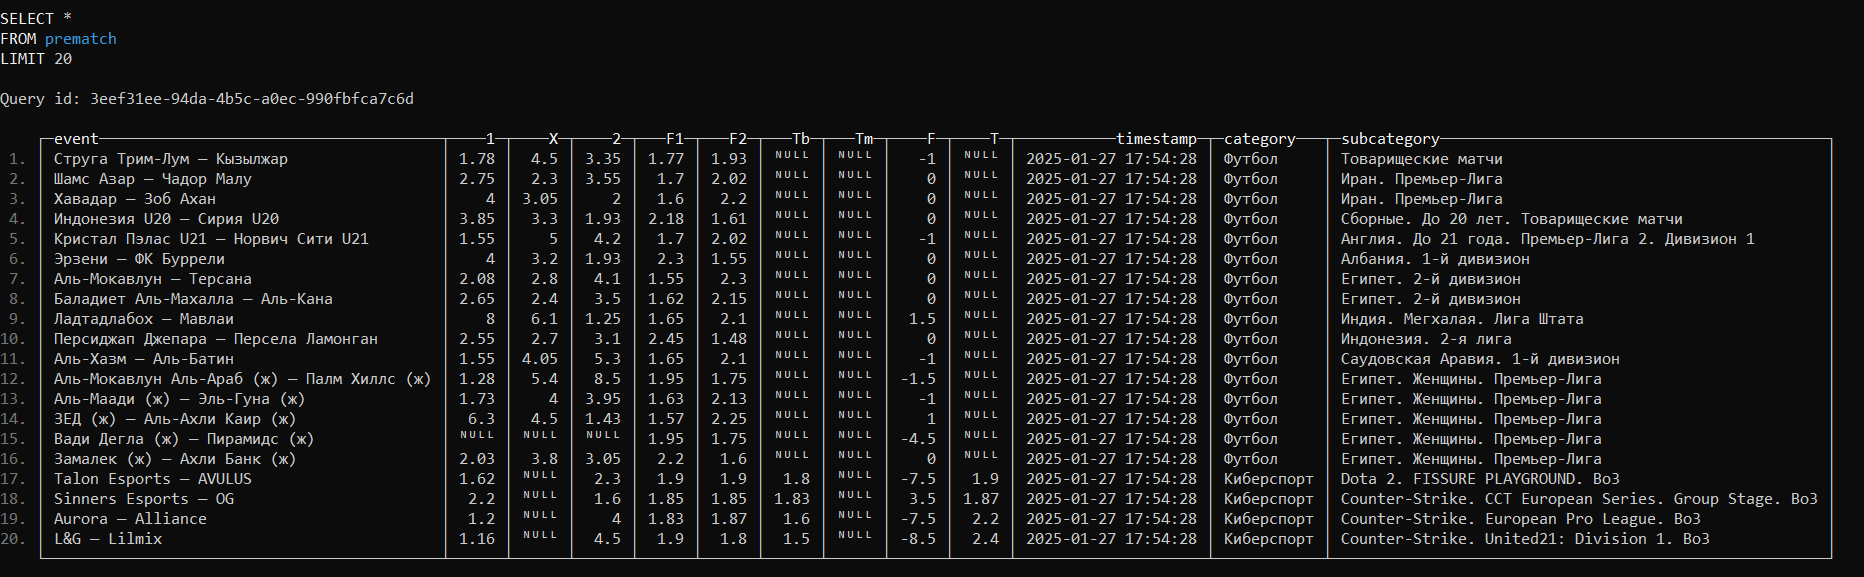 SELECT *
FROM prematch
LIMIT 20
Query id: 3eef31ee-94da-4b5c-a0ec-990fbfca7c6d
event 1 X 2 F1 F2 Tb Tm F T timestamp category subcategory
1. Струга Трим-Лум — Кызылжар 1.78 4.5 3.35 1.77 1.93 NULL NULL -1 NULL 2025-01-27 17:54:28 Футбол Товарищеские матчи
2. Шамс Азар — Чадор Малу 2.75 2.3 3.55 1.7 2.02 NULL NULL 0 NULL 2025-01-27 17:54:28 Футбол Иран. Премьер-Лига
3. Хавадар — Зоб Ахан 4 3.05 2 1.6 2.2 NULL NULL 0 NULL 2025-01-27 17:54:28 Футбол Иран. Премьер-Лига
4. Индонезия U20 — Сирия U20 3.85 3.3 1.93 2.18 1.61 NULL NULL 0 NULL 2025-01-27 17:54:28 Футбол Сборные. До 20 лет. Товарищеские матчи
5. Кристал Пэлас U21 — Норвич Сити U21 1.55 5 4.2 1.7 2.02 NULL NULL -1 NULL 2025-01-27 17:54:28 Футбол Англия. До 21 года. Премьер-Лига 2. Дивизион 1
6. Эрзени — ФК Буррели 4 3.2 1.93 2.3 1.55 NULL NULL 0 NULL 2025-01-27 17:54:28 Футбол Албания. 1-й дивизион
7. Аль-Мокавлун — Терсана 2.08 2.8 4.1 1.55 2.3 NULL NULL 0 NULL 2025-01-27 17:54:28 Футбол Египет. 2-й дивизион
8. Баладиет Аль-Махалла — Аль-Кана 2.65 2.4 3.5 1.62 2.15 NULL NULL 0 NULL 2025-01-27 17:54:28 Футбол Египет. 2-й дивизион
9. Ладтадлабох — Мавлаи 8 6.1 1.25 1.65 2.1 NULL NULL 1.5 NULL 2025-01-27 17:54:28 Футбол Индия. Мегхалая. Лига Штата
10. Персиджап Джепара — Персела Ламонган 2.55 2.7 3.1 2.45 1.48 NULL NULL 0 NULL 2025-01-27 17:54:28 Футбол Индонезия. 2-я лига
11. Аль-Хазм — Аль-Батин 1.55 4.05 5.3 1.65 2.1 NULL NULL -1 NULL 2025-01-27 17:54:28 Футбол Саудовская Аравия. 1-й дивизион
12. Аль-Мокавлун Аль-Араб (ж) — Палм Хиллс (ж) 1.28 5.4 8.5 1.95 1.75 NULL NULL -1.5 NULL 2025-01-27 17:54:28 Футбол Египет. Женщины. Премьер-Лига
13. Аль-Маади (ж) — Эль-Гуна (ж) 1.73 4 3.95 1.63 2.13 NULL NULL -1 NULL 2025-01-27 17:54:28 Футбол Египет. Женщины. Премьер-Лига
14. ЗЕД (ж) — Аль-Ахли Каир (ж) 6.3 4.5 1.43 1.57 2.25 NULL NULL 1 NULL 2025-01-27 17:54:28 Футбол Египет. Женщины. Премьер-Лига
15. Вади Дегла (ж) — Пирамидс (ж) NULL NULL NULL 1.95 1.75 NULL NULL -4.5 NULL 2025-01-27 17:54:28 Футбол Египет. Женщины. Премьер-Лига
16. Замалек (ж) — Ахли Банк (ж) 2.03 3.8 3.05 2.2 1.6 NULL NULL 0 NULL 2025-01-27 17:54:28 Футбол Египет. Женщины. Премьер-Лига
17. Talon Esports — AVULUS 1.62 NULL 2.3 1.9 1.9 1.8 NULL -7.5 1.9 2025-01-27 17:54:28 Киберспорт Dota 2. FISSURE PLAYGROUND. Bo3
18. Sinners Esports — OG 2.2 NULL 1.6 1.85 1.85 1.83 NULL 3.5 1.87 2025-01-27 17:54:28 Киберспорт Counter-Strike. CCT European Series. Group Stage. Bo3
19. Aurora — Alliance 1.2 NULL 4 1.83 1.87 1.6 NULL -7.5 2.2 2025-01-27 17:54:28 Киберспорт Counter-Strike. European Pro League. Bo3
20. L&G — Lilmix 1.16 NULL 4.5 1.9 1.8 1.5 NULL -8.5 2.4 2025-01-27 17:54:28 Киберспорт Counter-Strike. United21: Division 1. Bo3